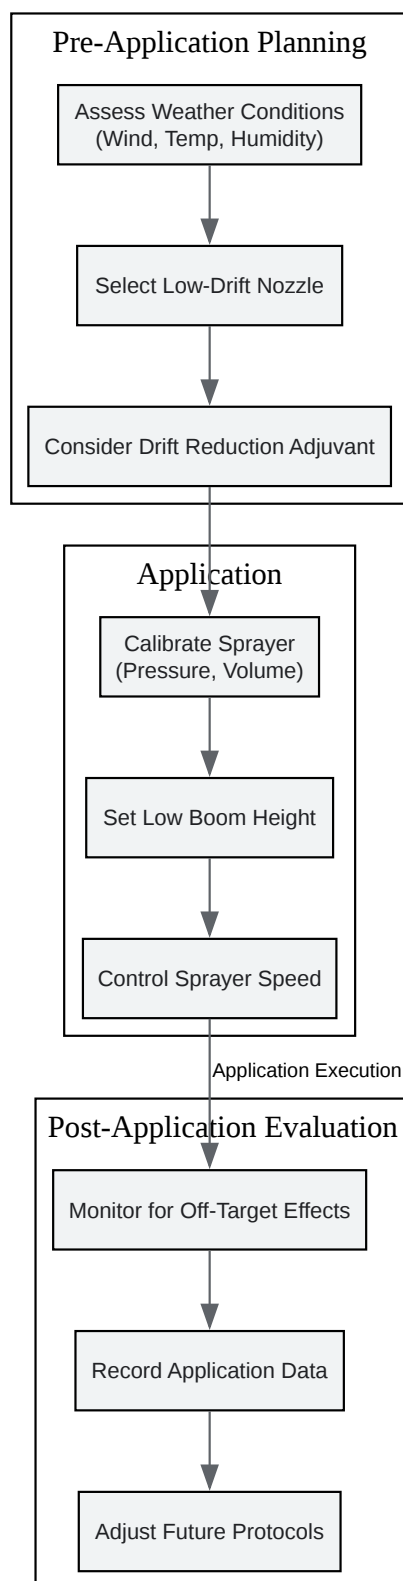 Pre-Application Planning
Assess Weather Conditions
(Wind, Temp, Humidity)
Select Low-Drift Nozzle
Consider Drift Reduction Adjuvant
Application
Calibrate Sprayer
(Pressure, Volume)
Set Low Boom Height
Control Sprayer Speed
Application Execution
Post-Application Evaluation
Monitor for Off-Target Effects
Record Application Data
Adjust Future Protocols